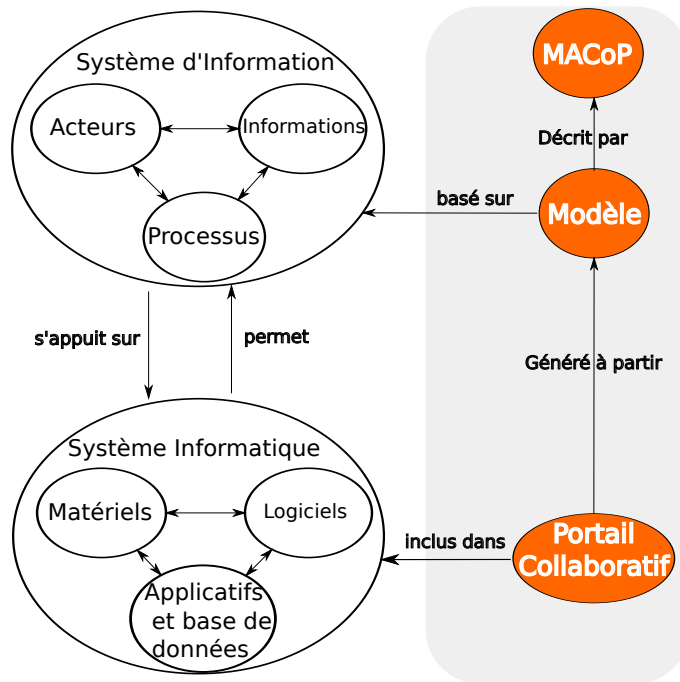 Système d'Information
Acteurs
Informations
Processus
MACoP
Décrit par
basé sur
Modèle
s'appuit sur
permet
Généré à partir
Système Informatique
Matériels
Logiciels
Applicatifs
et base de
données
inclus dans
Portail
Collaboratif